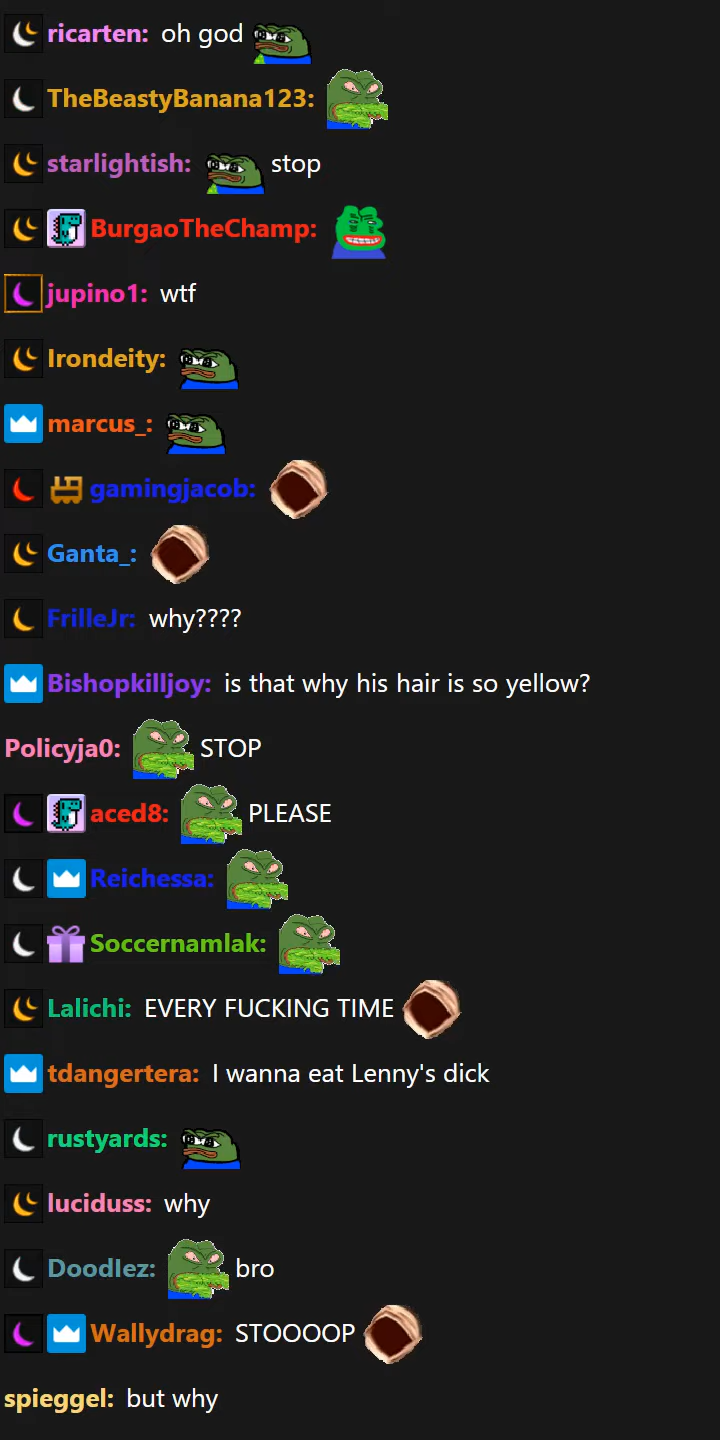 ricarten: oh god
TheBeastyBanana123:
starlightish: stop
BurgaoTheChamp:
jupino1: wtf
Irondeity:
marcus_:
gamingjacob:
Ganta_:
FrilleJr: why????
Bishopkilljoy: is that why his hair is so yellow?
Policyja0: STOP
aced8: PLEASE
Reichessa:
Soccernamlak:
Lalichi: EVERY FUCKING TIME
tdangertera: I wanna eat Lenny's dick
rustyards:
luciduss: why
Doodlez: bro
Wallydrag: STOOOOP
spieggel: but why